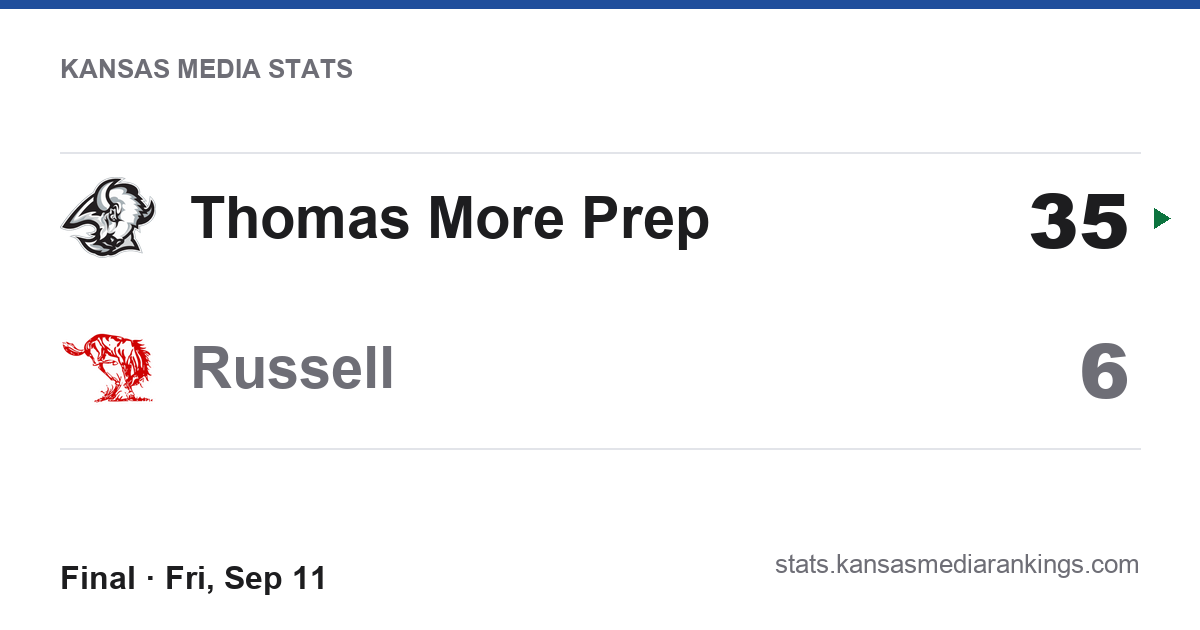 KANSAS MEDIA STATS
Thomas More Prep 35
Russell 6
Final · Fri, Sep 11
stats.kansasmediarankings.com